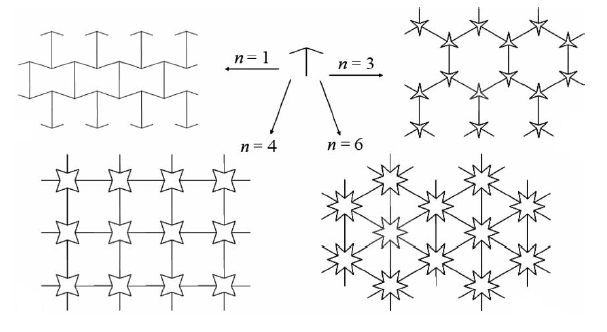 n = 1
n = 3
n = 4
n = 6